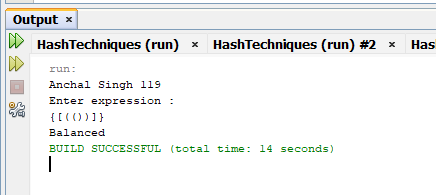 Output ×
HashTechniques (run) × HashTechniques (run) #2 × Has
run:
Anchal Singh 119
Enter expression :
{[(())]}
Balanced
BUILD SUCCESSFUL (total time: 14 seconds)